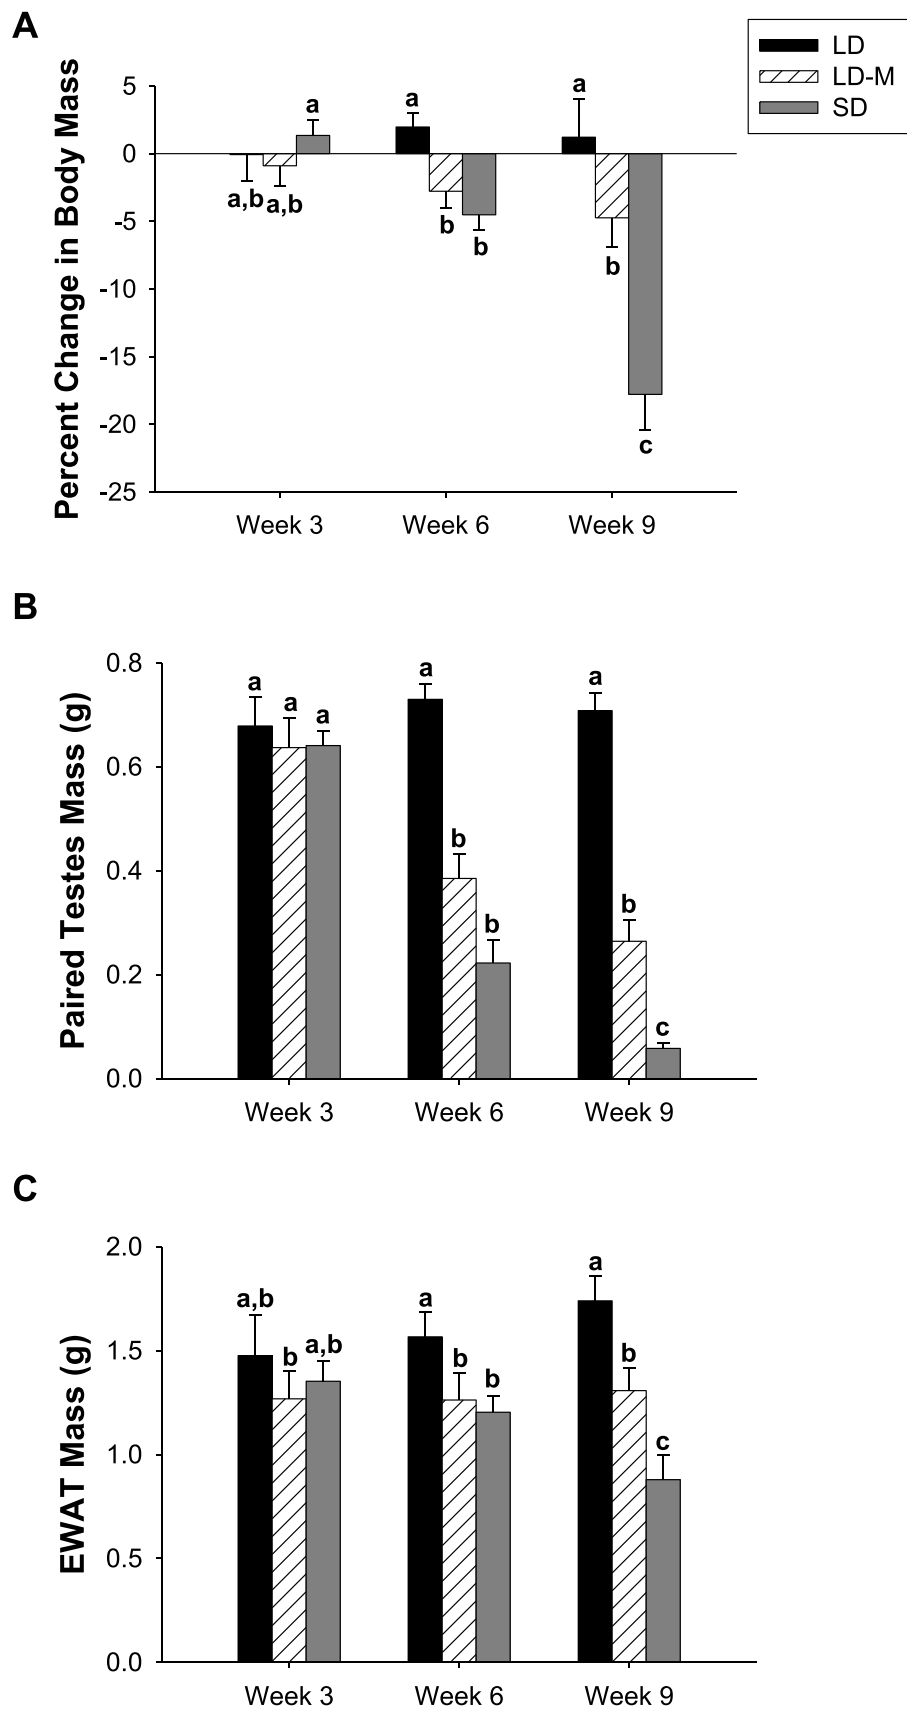 A
LD
LD-M
SD
Percent Change in Body Mass
5
0
-5
-10
-15
-20
-25
a
a
a
a,b
a,b
b
b
b
c
Week 3
Week 6
Week 9
B
Paired Testes Mass (g)
0.8
0.6
0.4
0.2
0.0
a
a
a
a
b
b
a
b
c
Week 3
Week 6
Week 9
C
EWAT Mass (g)
2.0
1.5
1.0
0.5
0.0
a,b
b
a,b
a
b
b
a
b
c
Week 3
Week 6
Week 9